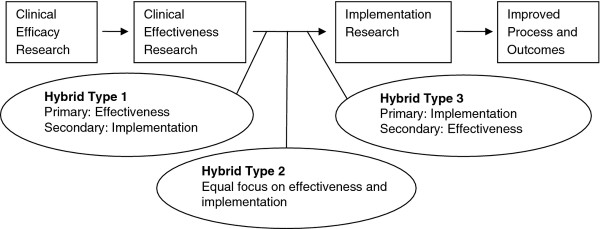 Clinical
Efficacy
Research
Clinical
Effectiveness
Research
Implementation
Research
Improved
Process and
Outcomes
Hybrid Type 1
Primary: Effectiveness
Secondary: Implementation
Hybrid Type 3
Primary: Implementation
Secondary: Effectiveness
Hybrid Type 2
Equal focus on effectiveness and
implementation